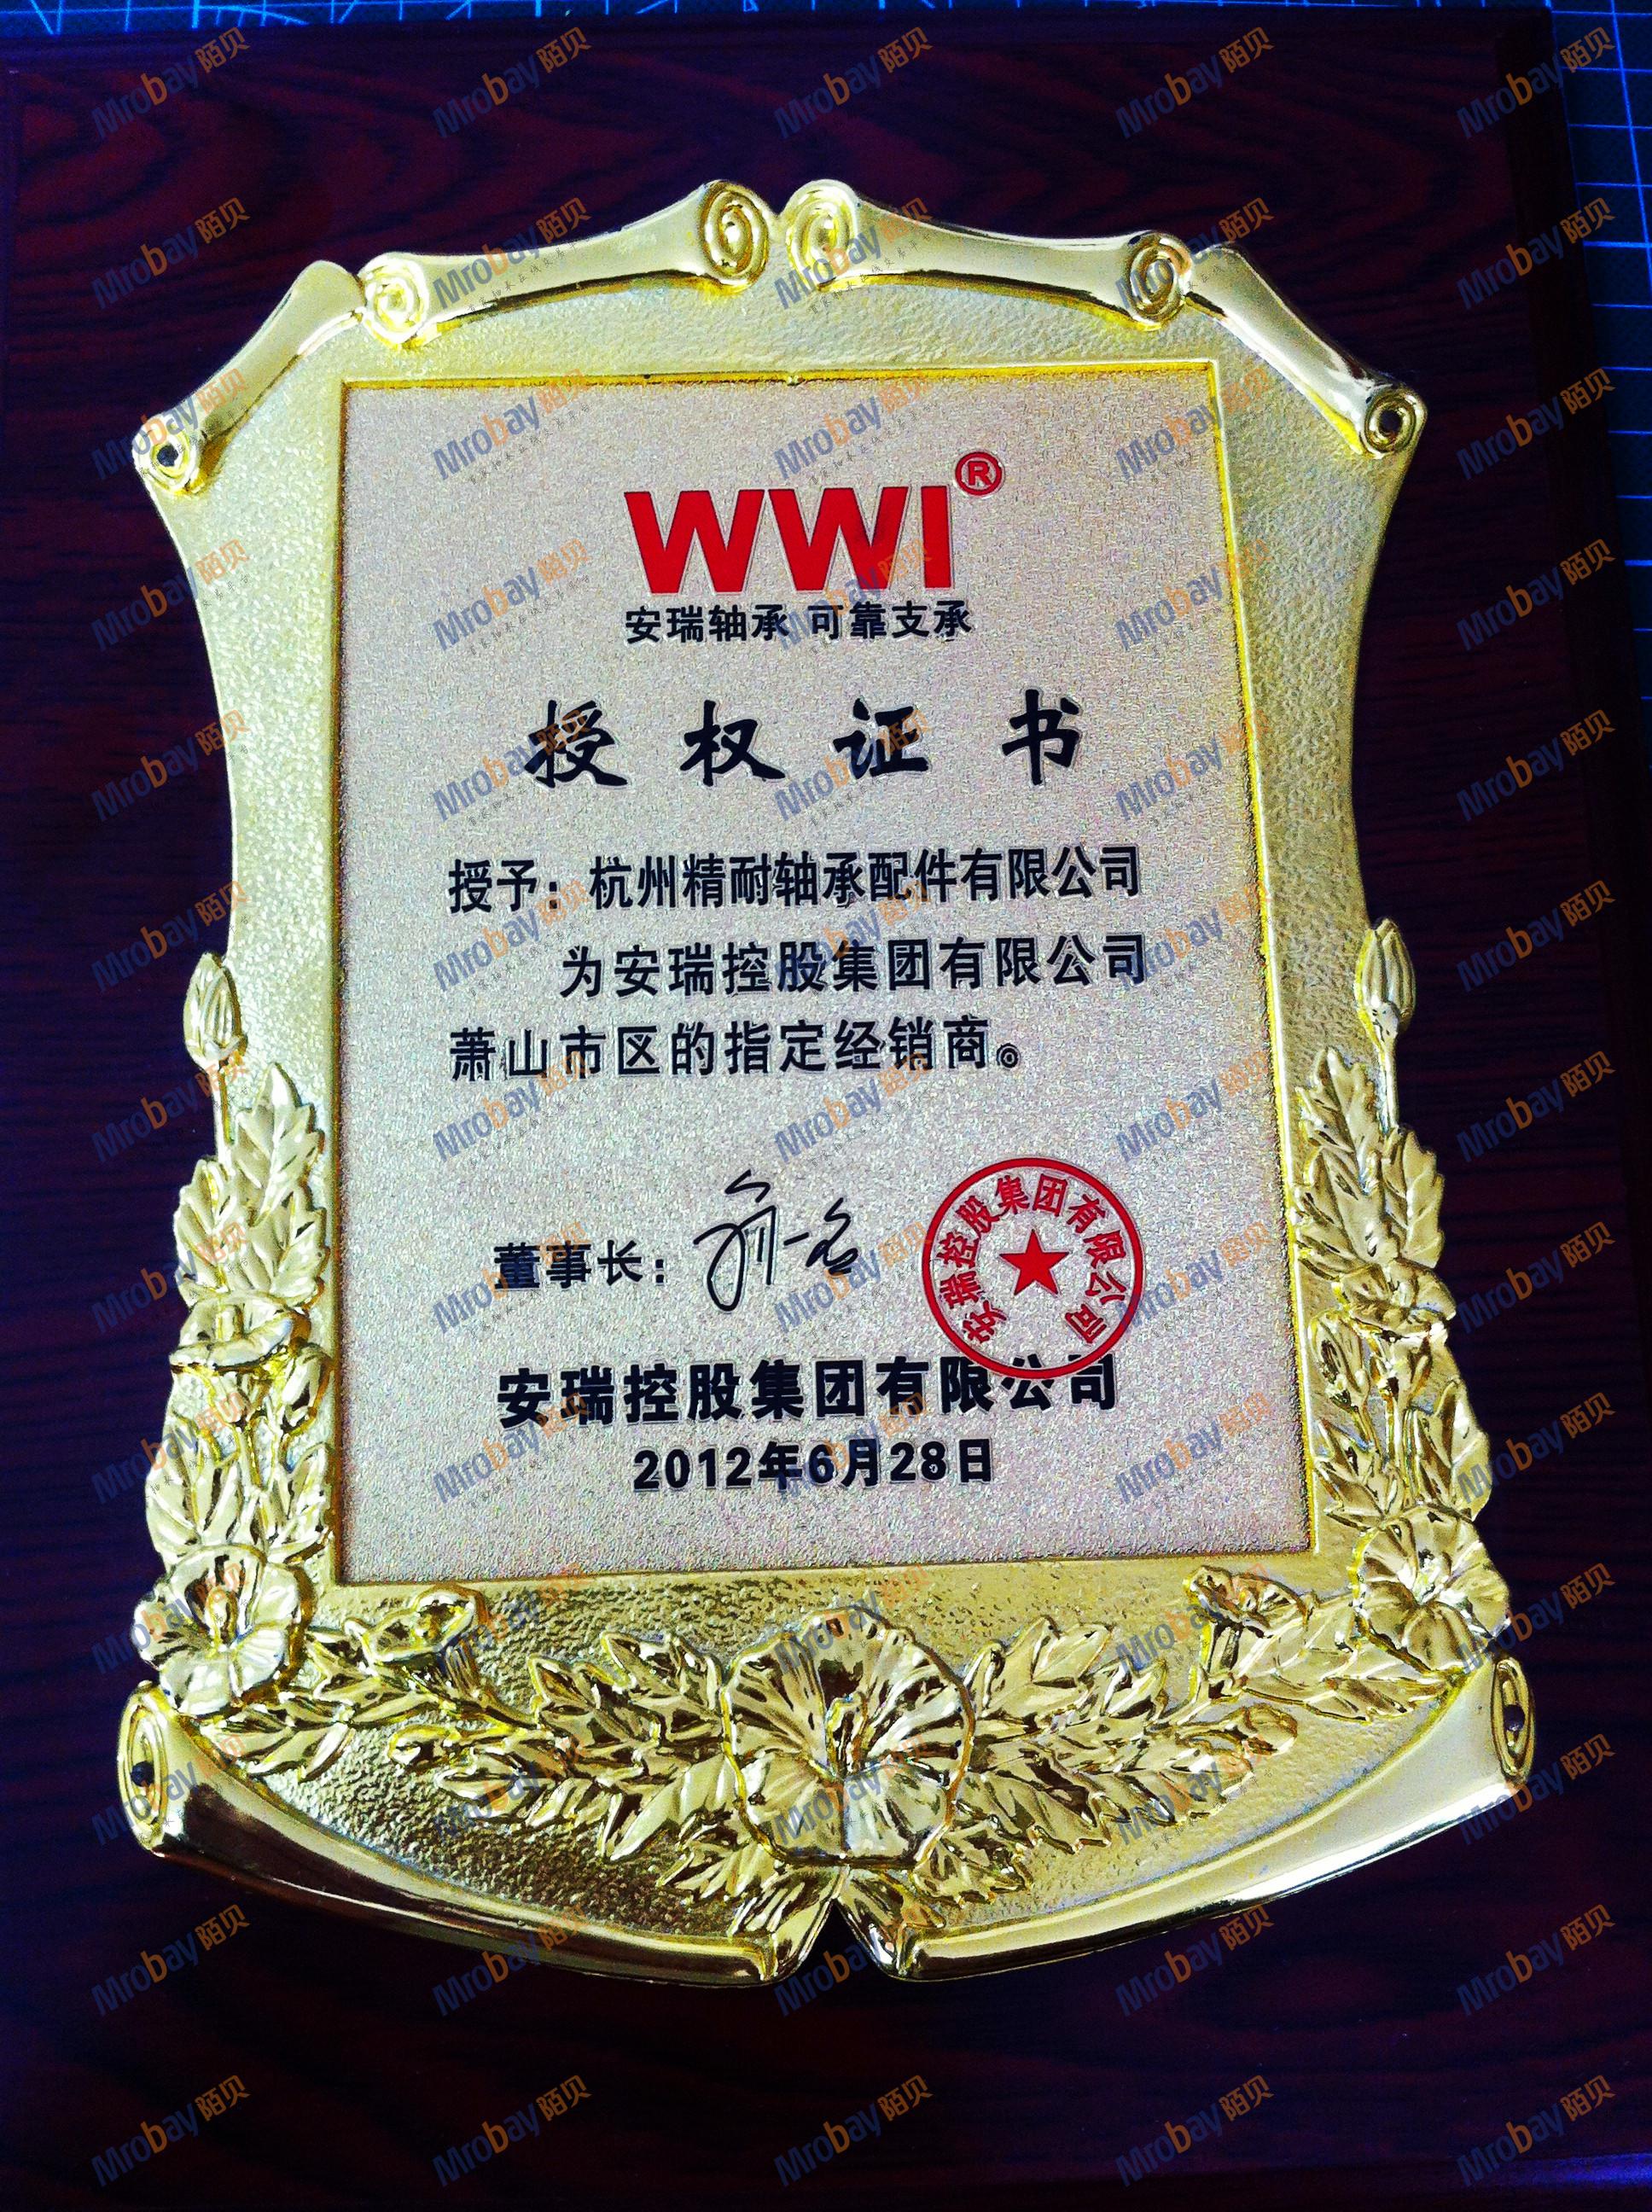 WWI®
安瑞轴承 可靠支承
授权证书
授予：杭州精耐轴承配件有限公司
为安瑞控股集团有限公司
萧山市区的指定经销商。
董事长：
安瑞控股集团有限公司
安瑞控股集团有限公司
2012年6月28日
Mrobay陌贝